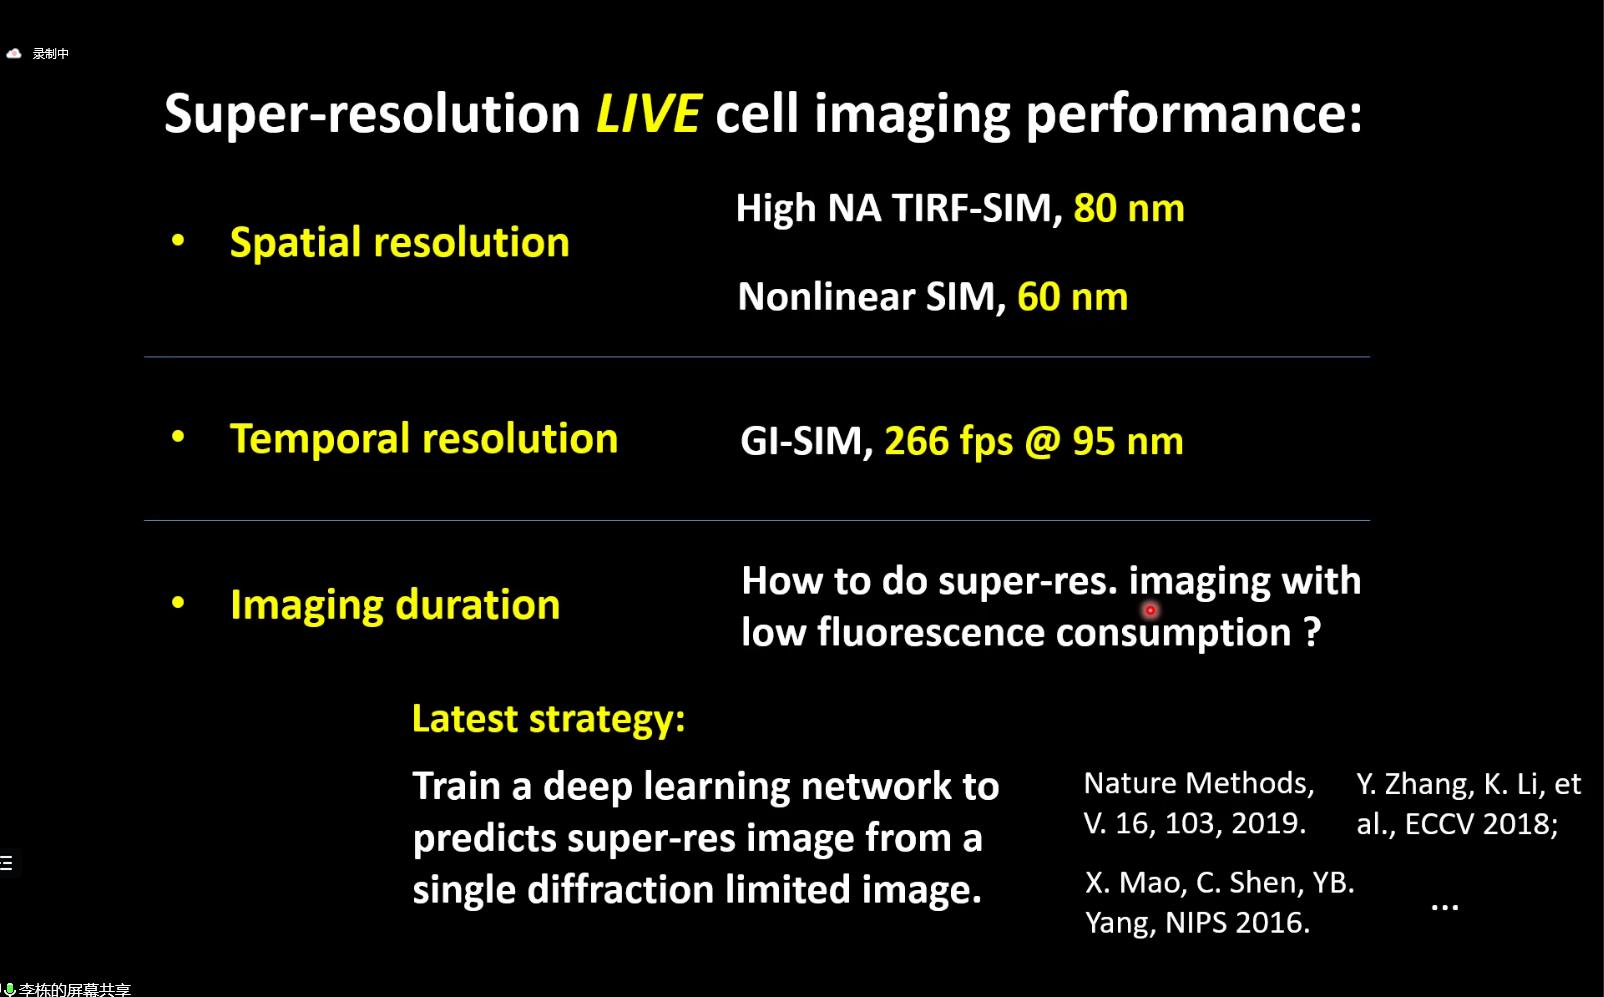 录制中
Super-resolution LIVE cell imaging performance:
• Spatial resolution
High NA TIRF-SIM, 80 nm
Nonlinear SIM, 60 nm
• Temporal resolution
GI-SIM, 266 fps @ 95 nm
• Imaging duration
How to do super-res. imaging with
low fluorescence consumption ?
Latest strategy:
Train a deep learning network to
predicts super-res image from a
single diffraction limited image.
Nature Methods,
V. 16, 103, 2019.
Y. Zhang, K. Li, et
al., ECCV 2018;
X. Mao, C. Shen, YB.
Yang, NIPS 2016.
...
李栋的屏幕共享